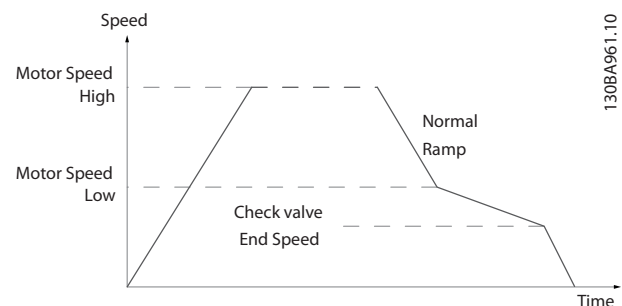 Speed
130BA961.10
Motor Speed
High
Normal
Ramp
Motor Speed
Low
Check valve
End Speed
Time